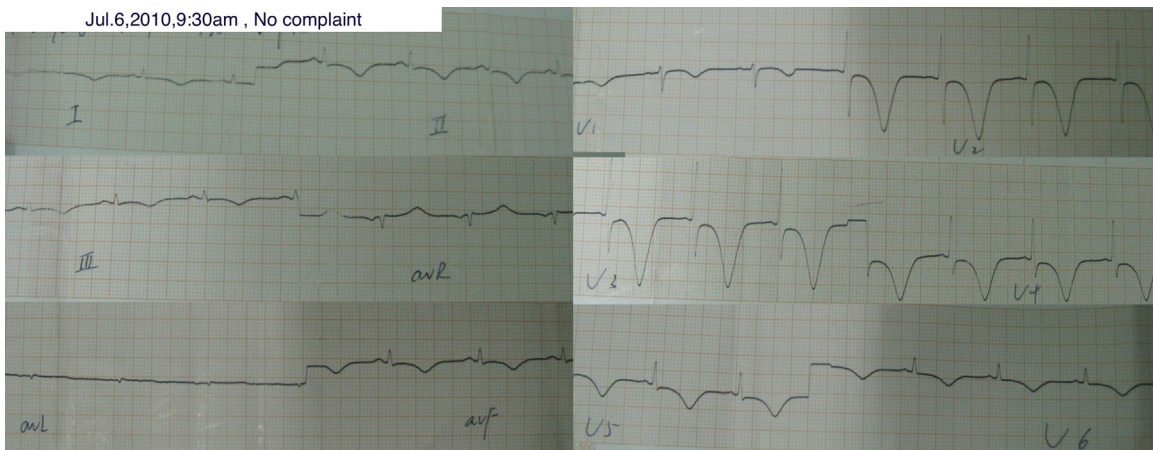 Jul.6,2010,9:30am , No complaint
I
II
V1
V2
III
avR
V3
V4
avL
avF
V5
V6